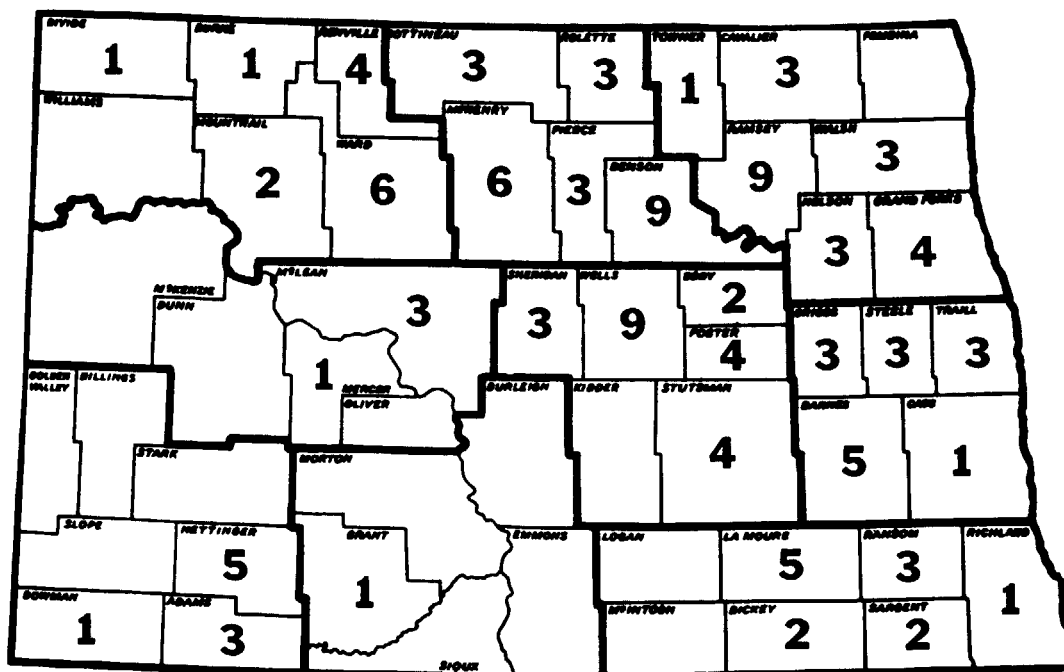 DIVIDE
BURKE
RENVILLE
BOTTINEAU
ROLETTE
TOWNER
CAVALIER
PEMBINA
1
1
4
3
3
1
3
WILLIAMS
MOUNTRAIL
WARD
McHENRY
PIERCE
BENSON
RAMSEY
WALSH
2
6
6
3
9
9
3
NELSON
GRAND FORKS
3
4
McKENZIE
DUNN
McLEAN
SHERIDAN
WELLS
EDDY
3
3
9
2
FOSTER
4
GRIGGS
STEELE
TRAILL
3
3
3
GOLDEN
VALLEY
BILLINGS
1
MERCER
OLIVER
BURLEIGH
KIDDER
STUTSMAN
4
BARNES
CASS
5
1
STARK
MORTON
SLOPE
HETTINGER
5
GRANT
1
EMMONS
LOGAN
LA MOURE
5
RANSOM
3
RICHLAND
1
BOWMAN
1
ADAMS
3
SIOUX
McINTOSH
DICKEY
2
SARGENT
2